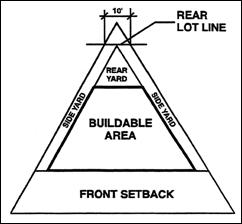 10'
REAR
LOT LINE
REAR
YARD
SIDE YARD
SIDE YARD
BUILDABLE
AREA
FRONT SETBACK